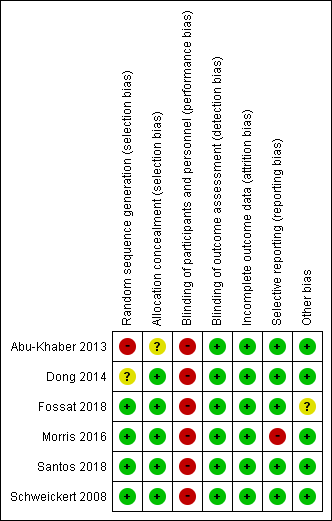 Random sequence generation (selection bias)
Allocation concealment (selection bias)
Blinding of participants and personnel (performance bias)
Blinding of outcome assessment (detection bias)
Incomplete outcome data (attrition bias)
Selective reporting (reporting bias)
Other bias
Abu-Khaber 2013 - ? - + + + +
Dong 2014 ? + - + + + +
Fossat 2018 + + - + + + ?
Morris 2016 + + - + + - +
Santos 2018 + + - + + + +
Schweickert 2008 + + - + + + +